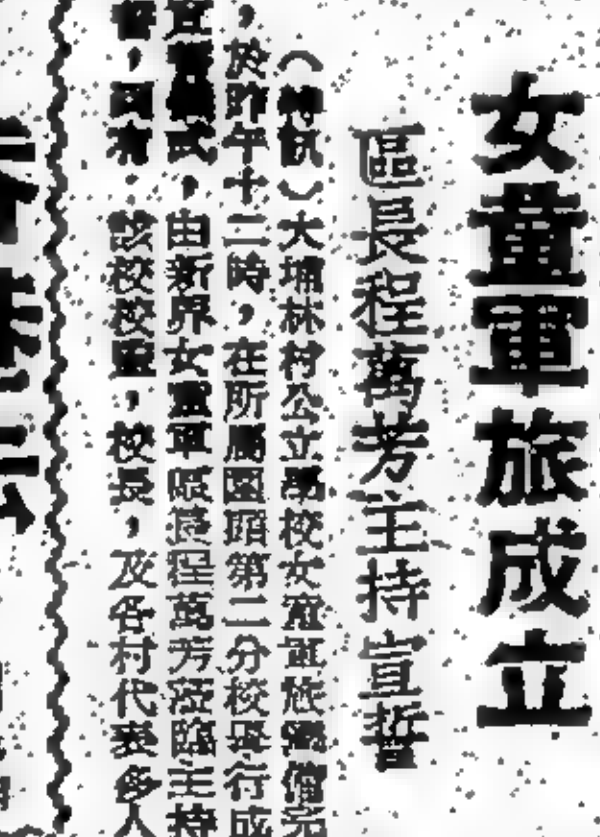 女童軍旅成立
區長程萬芳主持宣誓
（特訊）大埔林村公立學校女童軍旅籌備完
，於昨午十二時，在所屬圍頭第二分校舉行成
宣誓儀式，由新界女童軍區長程萬芳蒞臨主持
，到有：該校校監，校長，及各村代表多人